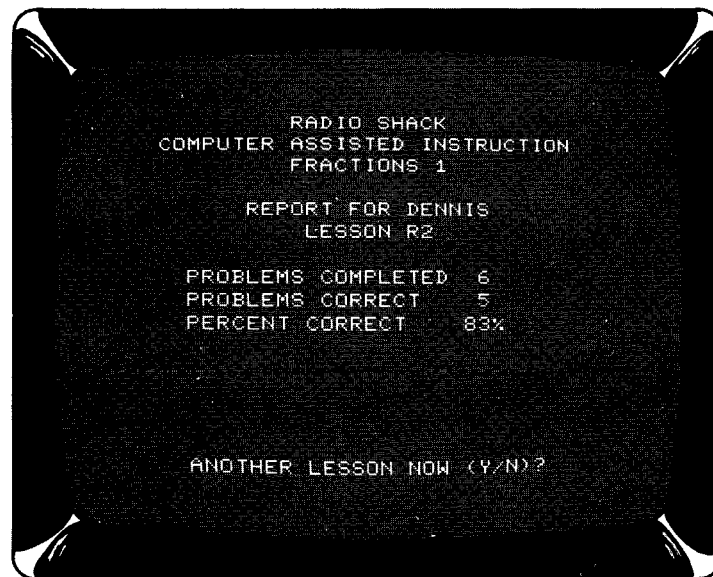 RADIO SHACK
COMPUTER ASSISTED INSTRUCTION
FRACTIONS 1
REPORT FOR DENNIS
LESSON R2
PROBLEMS COMPLETED 6
PROBLEMS CORRECT 5
PERCENT CORRECT 83%
ANOTHER LESSON NOW (Y/N)?